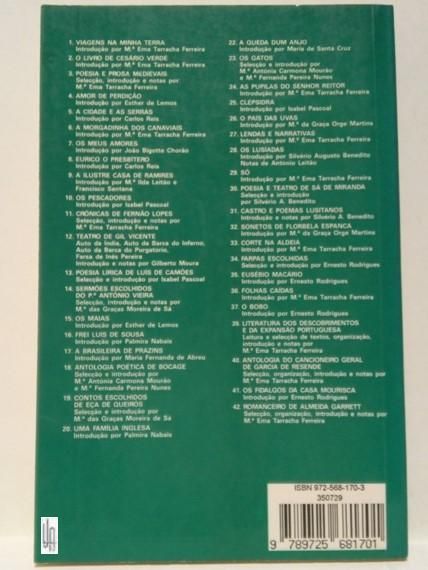 1. VIAGENS NA MINHA TERRA
Introdução por M.ª Ema Tarracha Ferreira
2. O LIVRO DE CESÁRIO VERDE
Introdução por M.ª Ema Tarracha Ferreira
3. POESIA E PROSA MEDIEVAIS
Selecção, introdução e notas por
M.ª Ema Tarracha Ferreira
4. AMOR DE PERDIÇÃO
Introdução por Esther de Lemos
5. A CIDADE E AS SERRAS
Introdução por Carlos Reis
6. A MORGADINHA DOS CANAVIAIS
Introdução por M.ª Ema Tarracha Ferreira
7. OS MEUS AMORES
Introdução por João Bigotte Chorão
8. EURICO O PRESBÍTERO
Introdução por Carlos Reis
9. A ILUSTRE CASA DE RAMIRES
Introdução por M.ª Ilda Leitão e
Francisco Santana
10. OS PESCADORES
Introdução por Isabel Pascoal
11. CRÓNICAS DE FERNÃO LOPES
Selecção, introdução e notas por
M.ª Ema Tarracha Ferreira
12. TEATRO DE GIL VICENTE
Auto da Índia, Auto da Barca do Inferno,
Auto da Barca do Purgatório,
Farsa de Inês Pereira
Introdução e notas por Gilberto Moura
13. POESIA LÍRICA DE LUÍS DE CAMÕES
Selecção e introdução por Isabel Pascoal
14. SERMÕES ESCOLHIDOS
DO P.ᵉ ANTÓNIO VIEIRA
Selecção, introdução e notas por
M.ª das Graças Moreira de Sá
15. OS MAIAS
Introdução por Esther de Lemos
16. FREI LUÍS DE SOUSA
Introdução por Palmira Nabais
17. A BRASILEIRA DE PRAZINS
Introdução por Maria Fernanda de Abreu
18. ANTOLOGIA POÉTICA DE BOCAGE
Selecção e introdução por
M.ª Antónia Carmona Mourão
e M.ª Fernanda Pereira Nunes
19. CONTOS ESCOLHIDOS
DE EÇA DE QUEIROS
Selecção e introdução por
M.ª das Graças Moreira de Sá
20. UMA FAMÍLIA INGLESA
Introdução por Palmira Nabais
22. A QUEDA DUM ANJO
Introdução por Maria de Santa Cruz
23. OS GATOS
Selecção e introdução por
M.ª Antónia Carmona Mourão
e M.ª Fernanda Pereira Nunes
24. AS PUPILAS DO SENHOR REITOR
Introdução por M.ª Ema Tarracha Ferreira
25. CLEPSIDRA
Introdução por Isabel Pascoal
26. O PAÍS DAS UVAS
Introdução por M.ª da Graça Orge Martins
27. LENDAS E NARRATIVAS
Introdução por M.ª Ema Tarracha Ferreira
28. OS LUSÍADAS
Introdução por Silvério Augusto Benedito
Notas de António Leitão
29. SÓ
Introdução por M.ª Ema Tarracha Ferreira
30. POESIA E TEATRO DE SÁ DE MIRANDA
Selecção e introdução
por Silvério A. Benedito
31. CASTRO E POEMAS LUSITANOS
Introdução e notas por Silvério A. Benedito
32. SONETOS DE FLORBELA ESPANCA
Introdução por M.ª da Graça Orge Martins
33. CORTE NA ALDEIA
Introdução por M.ª Ema Tarracha Ferreira
34. FARPAS ESCOLHIDAS
Selecção e introdução por Ernesto Rodrigues
35. EUSÉBIO MACÁRIO
Introdução por Ernesto Rodrigues
36. FOLHAS CAÍDAS
Introdução por M.ª Ema Tarracha Ferreira
37. O BOBO
Introdução por Ernesto Rodrigues
39. LITERATURA DOS DESCOBRIMENTOS
E DA EXPANSÃO PORTUGUESA
Leitura e selecção de textos, organização,
introdução e notas por
M.ª Ema Tarracha Ferreira
40. ANTOLOGIA DO CANCIONEIRO GERAL
DE GARCIA DE RESENDE
Selecção, organização, introdução e notas por
M.ª Ema Tarracha Ferreira
41. OS FIDALGOS DA CASA MOURISCA
Introdução por Ernesto Rodrigues
42. ROMANCEIRO DE ALMEIDA GARRETT
Selecção, organização, introdução e notas por
M.ª Ema Tarracha Ferreira
ISBN 972-568-170-3
350729
9 789725 681701